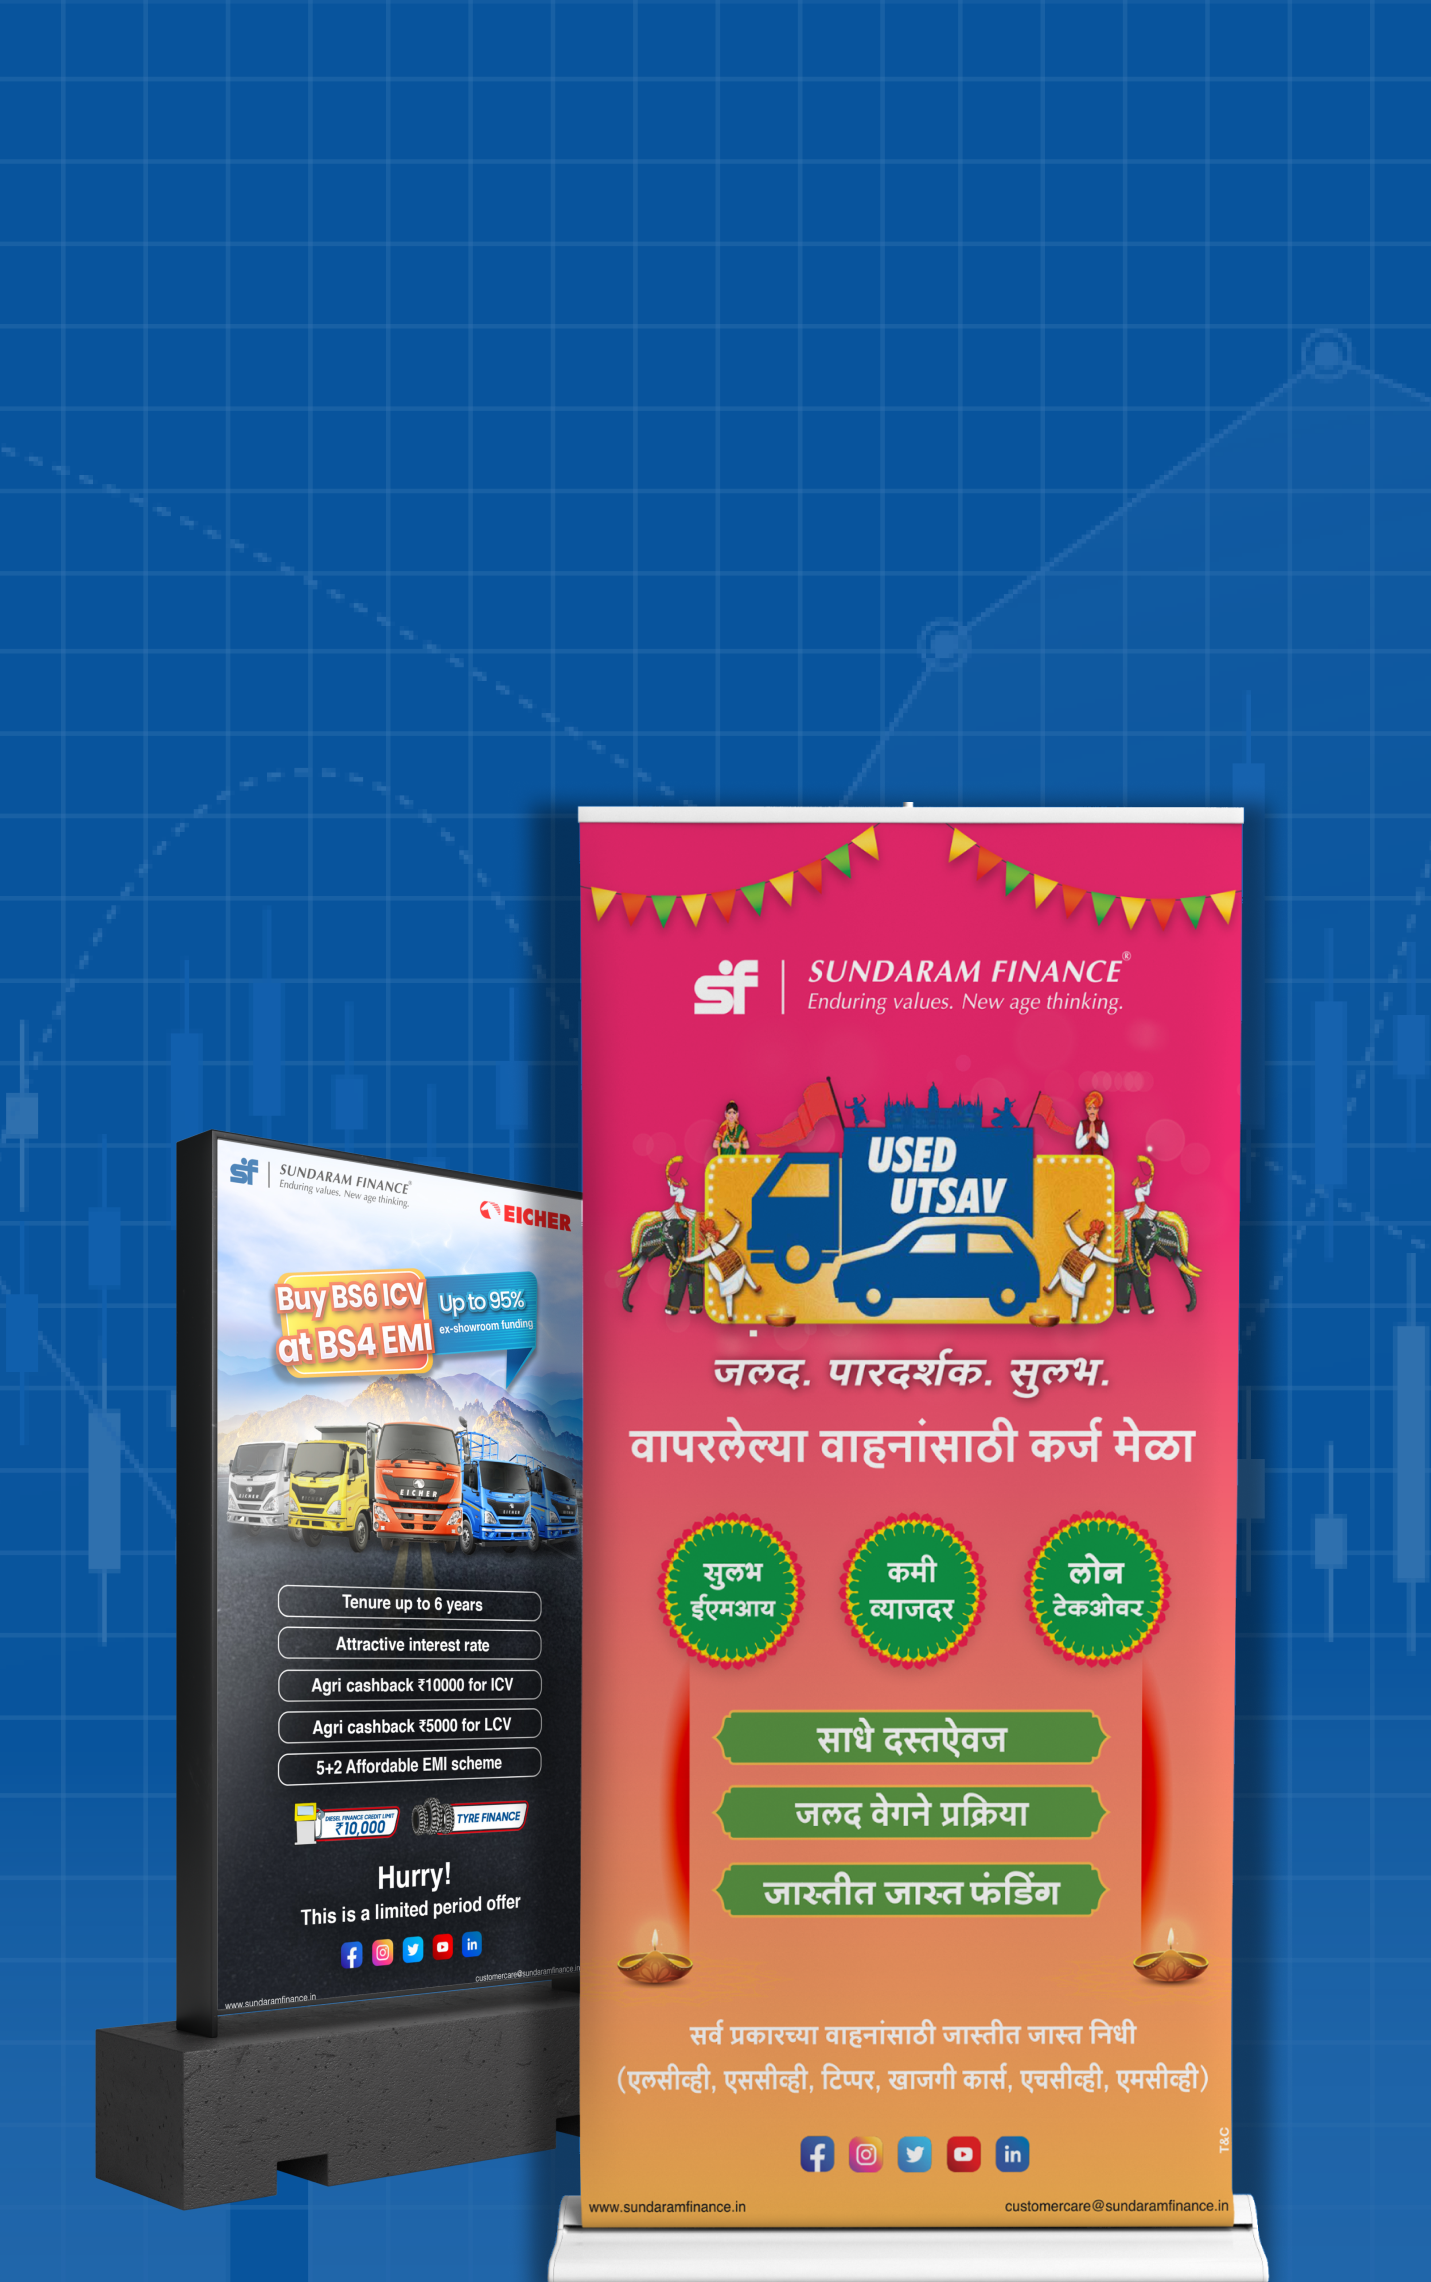 SUNDARAM FINANCE®
Enduring values. New age thinking.
EICHER
Buy BS6 ICV
at BS4 EMI
Up to 95%
ex-showroom funding
EICHER
EICHER
EICHER
EICHER
Tenure up to 6 years
Attractive interest rate
Agri cashback ₹10000 for ICV
Agri cashback ₹5000 for LCV
5+2 Affordable EMI scheme
DIESEL FINANCE CREDIT LIMIT
₹10,000
TYRE FINANCE
Hurry!
This is a limited period offer
www.sundaramfinance.in
customercare@sundaramfinance.in
sf
SUNDARAM FINANCE®
Enduring values. New age thinking.
USED
UTSAV
जलद. पारदर्शक. सुलभ.
वापरलेल्या वाहनांसाठी कर्ज मेळा
सुलभ
ईएमआय
कमी
व्याजदर
लोन
टेकओवर
साधे दस्तऐवज
जलद वेगने प्रक्रिया
जास्तीत जास्त फंडिंग
सर्व प्रकारच्या वाहनांसाठी जास्तीत जास्त निधी
(एलसीव्ही, एससीव्ही, टिप्पर, खाजगी कार्स, एचसीव्ही, एमसीव्ही)
T&C
www.sundaramfinance.in
customercare@sundaramfinance.in